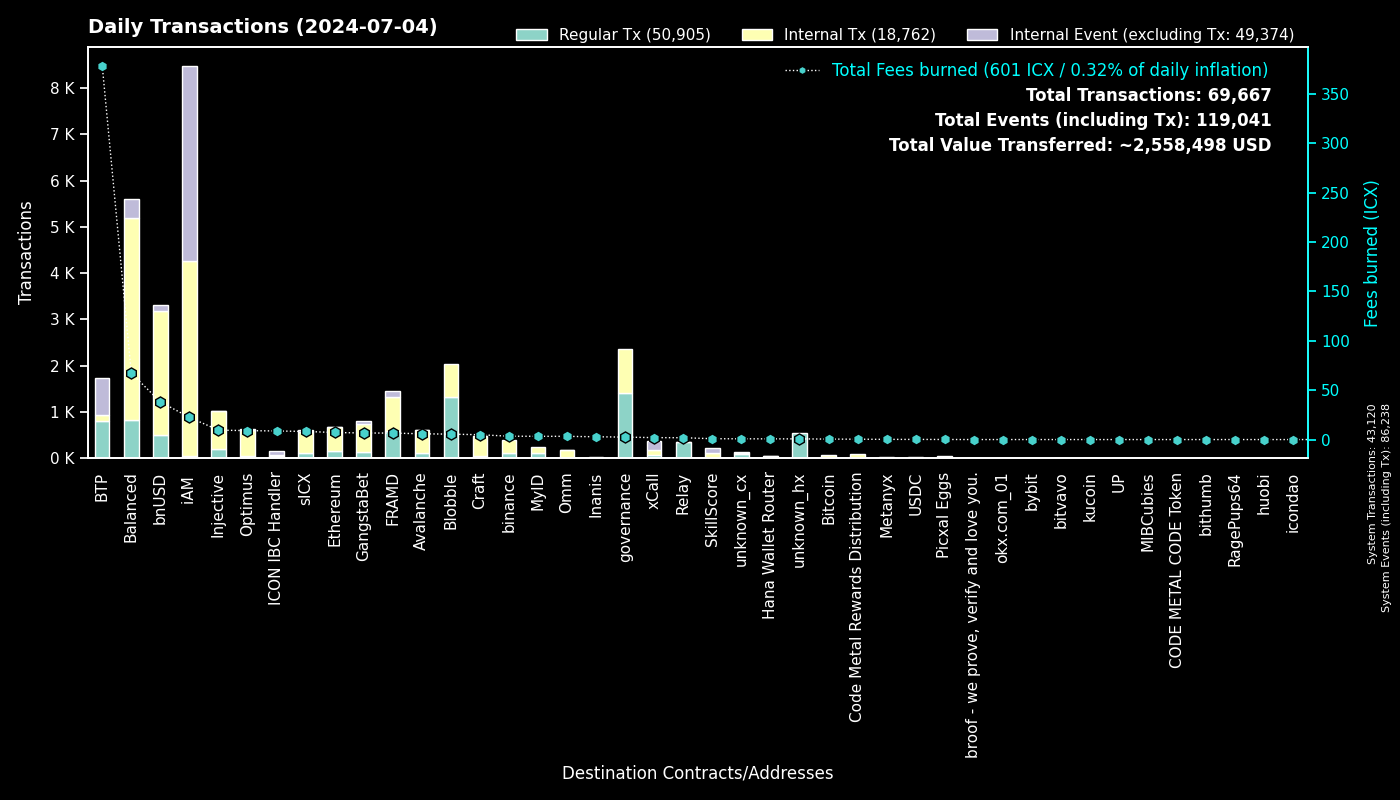 Daily Transactions (2024-07-04)
Regular Tx (50,905)
Internal Tx (18,762)
Internal Event (excluding Tx: 49,374)
Total Fees burned (601 ICX / 0.32% of daily inflation)
Total Transactions: 69,667
Total Events (including Tx): 119,041
Total Value Transferred: ~2,558,498 USD
Transactions
8 K
7 K
6 K
5 K
4 K
3 K
2 K
1 K
0 K
350
300
250
200
150
100
50
0
Fees burned (ICX)
System Transactions: 43,120
System Events (including Tx): 86,238
BTP
Balanced
bnUSD
iAM
Injective
Optimus
ICON IBC Handler
sICX
Ethereum
GangstaBet
FRAMD
Avalanche
Blobble
Craft
binance
MyID
Omm
Inanis
governance
xCall
Relay
SkillScore
unknown_cx
Hana Wallet Router
unknown_hx
Bitcoin
Code Metal Rewards Distribution
Metanyx
USDC
Picxal Eggs
broof - we prove, verify and love you.
okx.com_01
bybit
bitvavo
kucoin
UP
MIBCubies
CODE METAL CODE Token
bithumb
RagePups64
huobi
icondao
Destination Contracts/Addresses